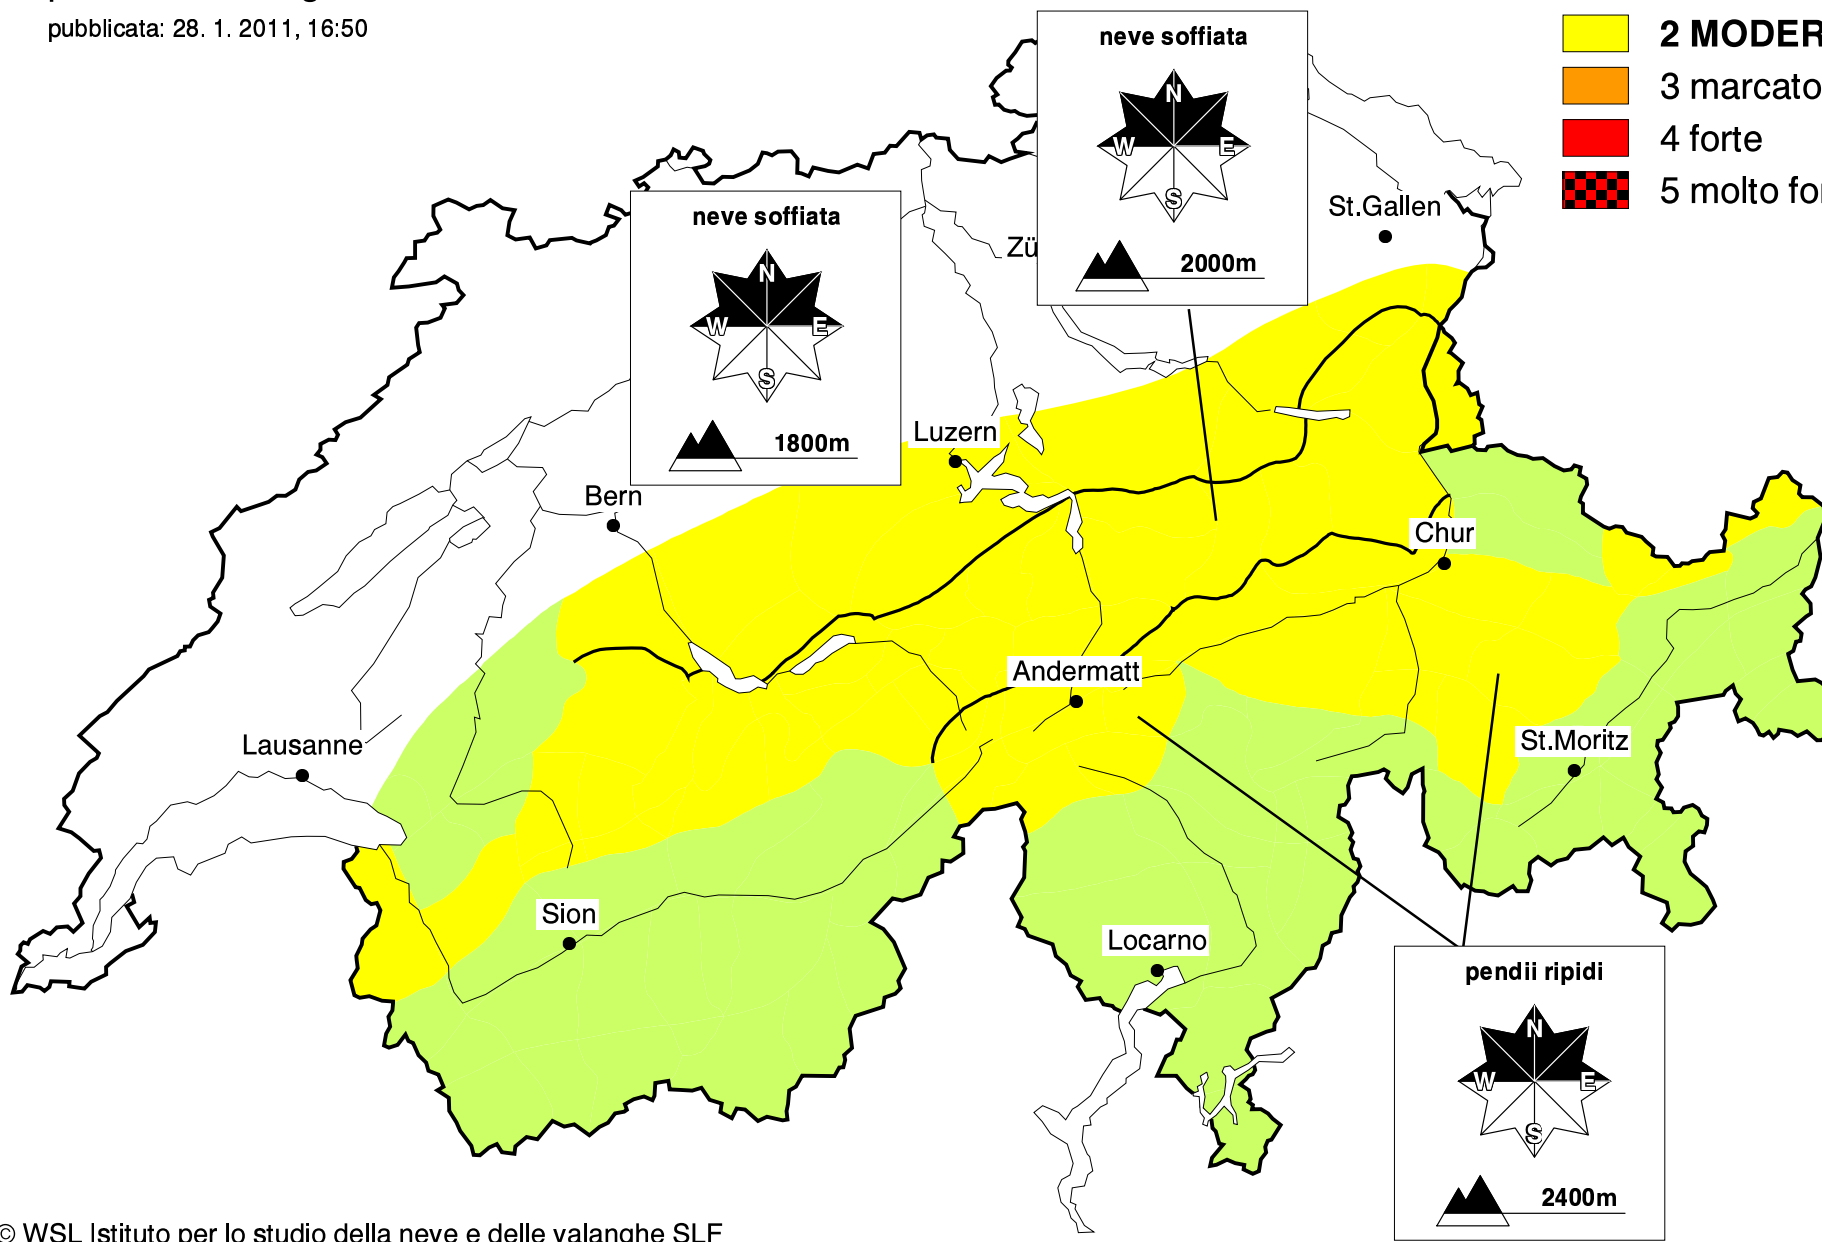 pubblicata: 28. 1. 2011, 16:50
2 MODER
3 marcato
4 forte
5 molto for
neve soffiata
N
W E
S
2000m
neve soffiata
N
W E
S
1800m
St.Gallen
Zü
Luzern
Bern
Chur
Andermatt
Lausanne
St.Moritz
Sion
Locarno
pendii ripidi
N
W E
S
2400m
© WSL Istituto per lo studio della neve e delle valanghe SLF